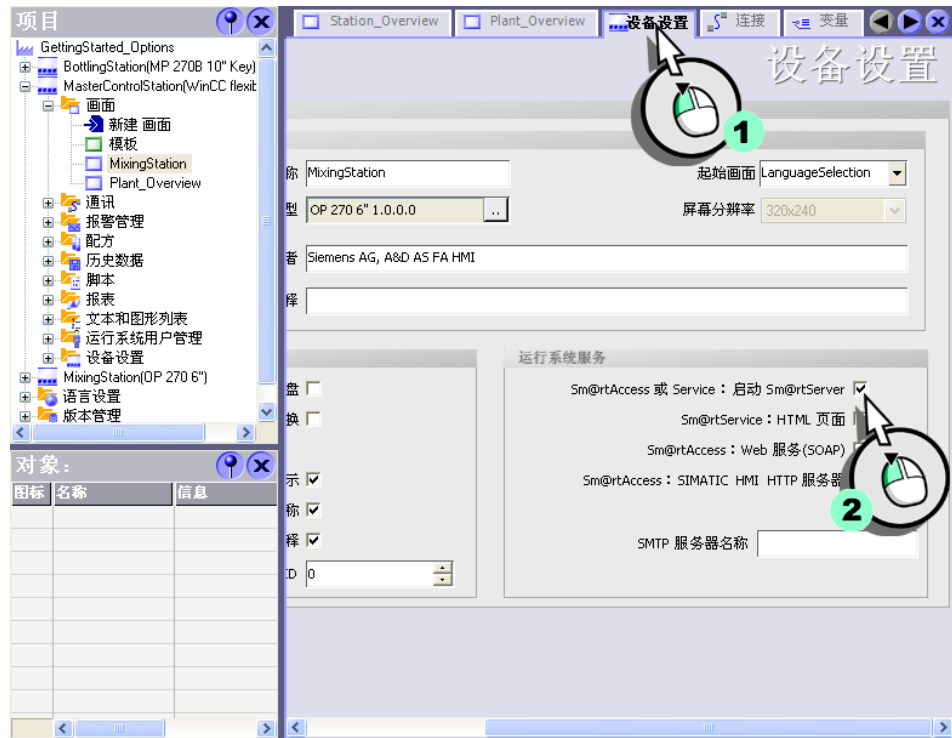 项目
GettingStarted_Options
BottlingStation(MP 270B 10" Key)
MasterControlStation(WinCC flexit
画面
新建 画面
模板
MixingStation
Plant_Overview
通讯
报警管理
配方
历史数据
脚本
报表
文本和图形列表
运行系统用户管理
设备设置
MixingStation(OP 270 6")
语言设置
版本管理
对象:
图标 名称 信息
Station_Overview Plant_Overview 设备设置 连接 变量
设备设置
1
称 MixingStation 起始画面 LanguageSelection
型 OP 270 6" 1.0.0.0 .. 屏幕分辨率 320x240
者 Siemens AG, A&D AS FA HMI
释
运行系统服务
盘 Sm@rtAccess 或 Service：启动 Sm@rtServer
换 Sm@rtService：HTML 页面
Sm@rtAccess：Web 服务(SOAP)
示 Sm@rtAccess：SIMATIC HMI HTTP 服务器
2
称
释 SMTP 服务器名称
ID 0